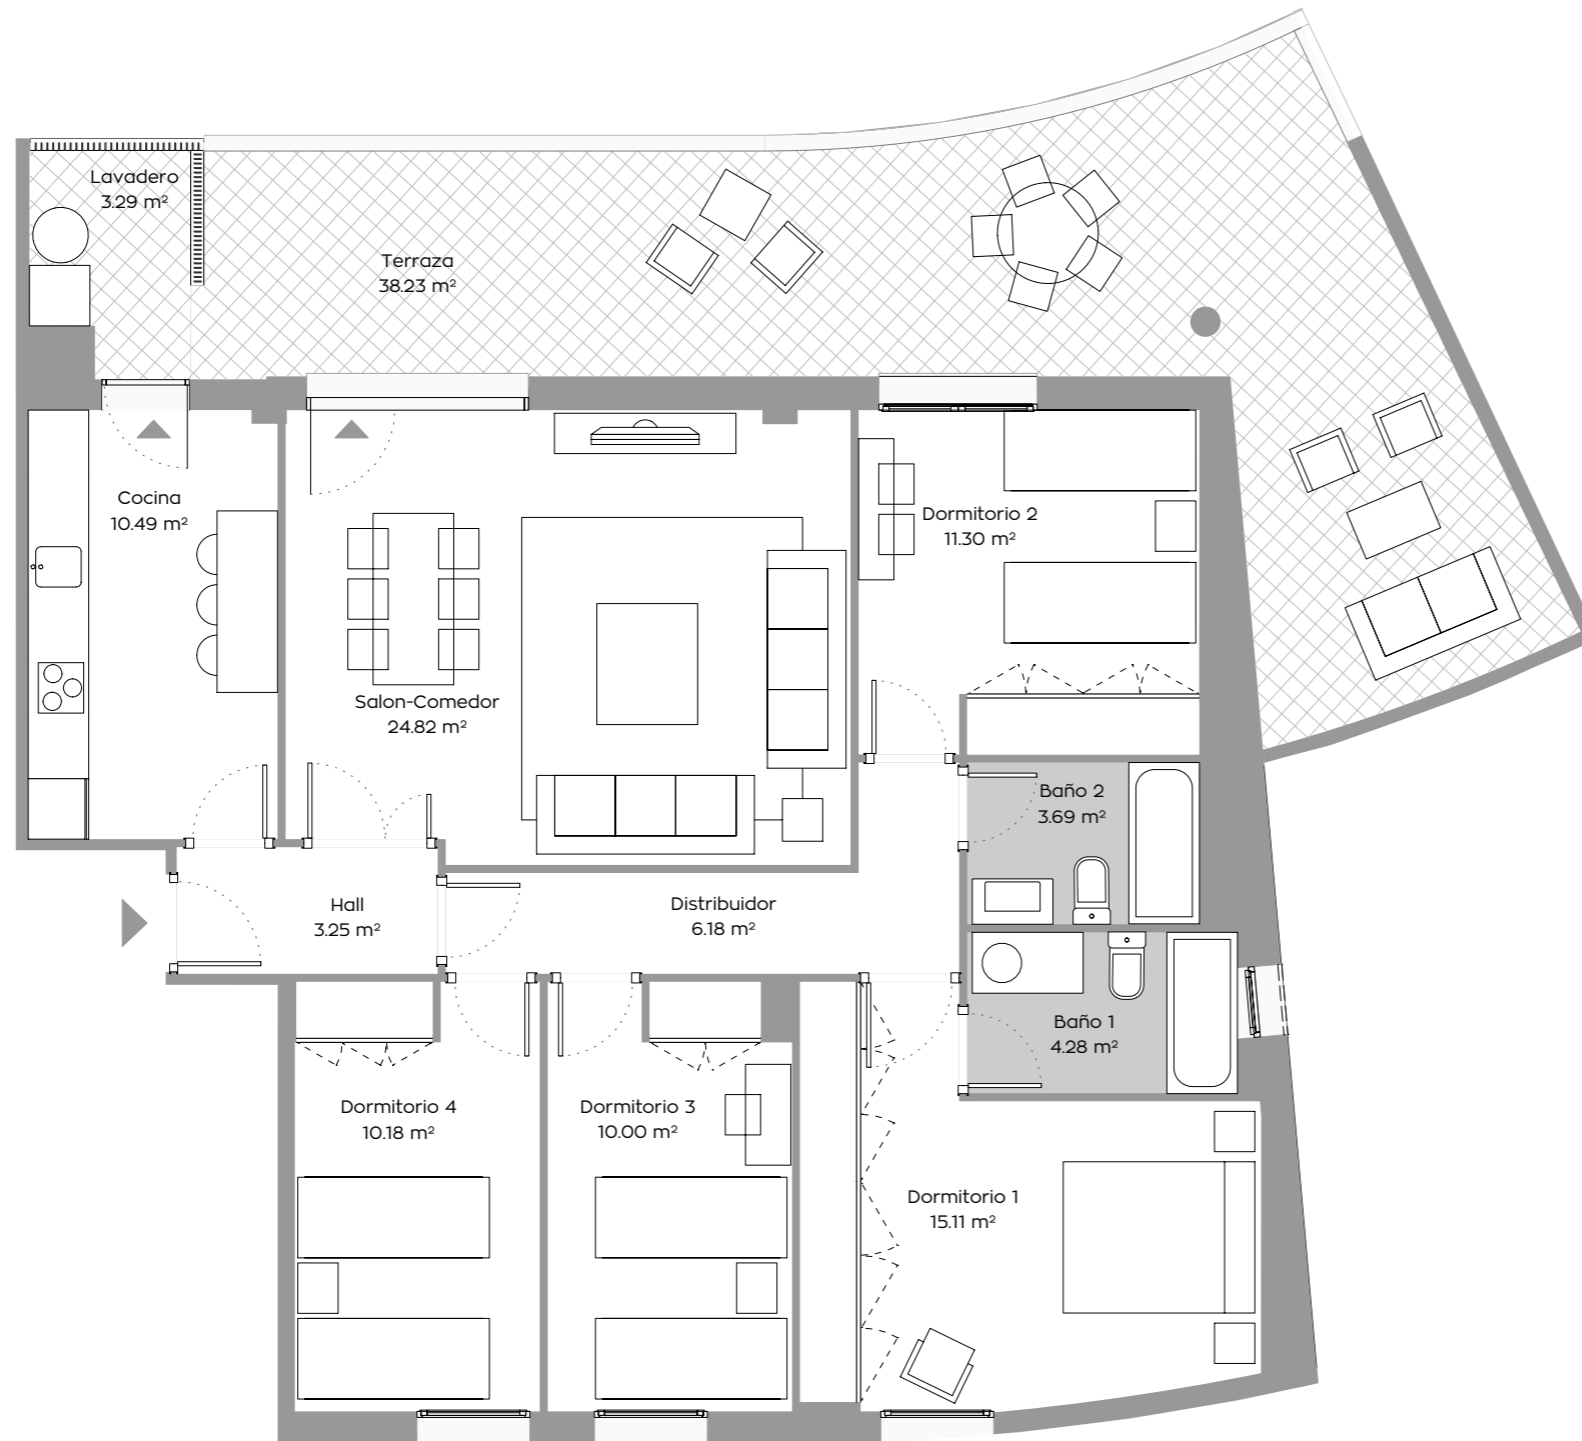 Lavadero
3.29 m²
Terraza
38.23 m²
Cocina
10.49 m²
Dormitorio 2
11.30 m²
Salon-Comedor
24.82 m²
Baño 2
3.69 m²
Hall
3.25 m²
Distribuidor
6.18 m²
Baño 1
4.28 m²
Dormitorio 4
10.18 m²
Dormitorio 3
10.00 m²
Dormitorio 1
15.11 m²